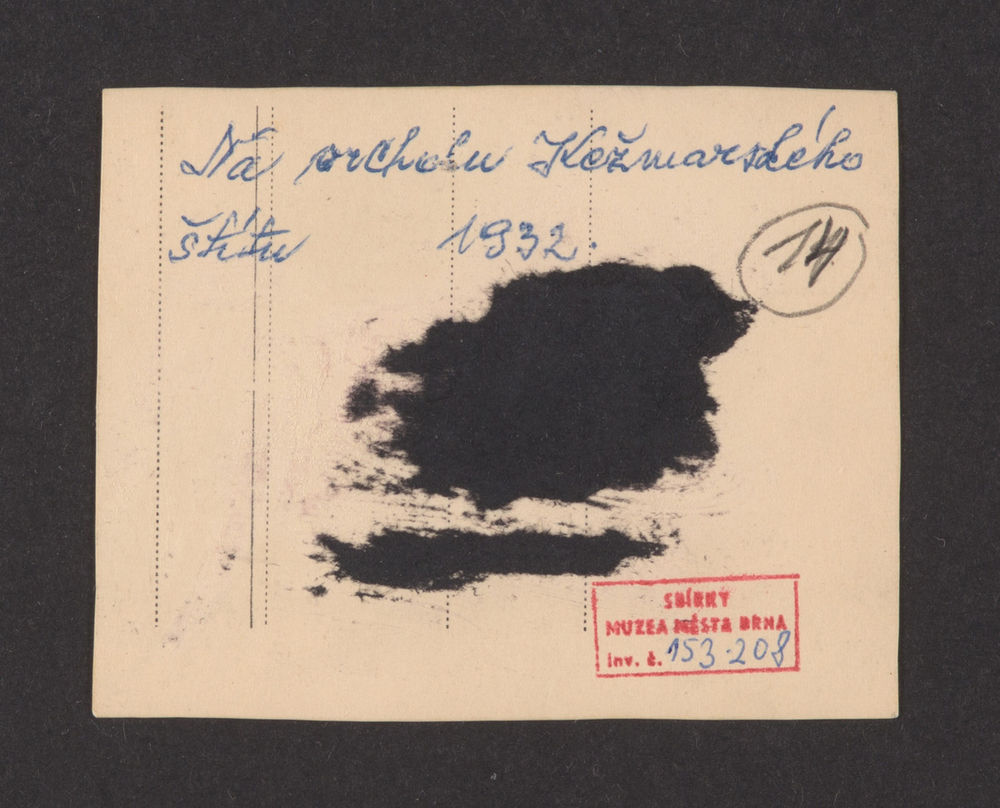 Na vrcholu Kežmarského
štítu 1932.
14
SBÍRKY
MUZEA MĚSTA BRNA
inv. č. 153.208